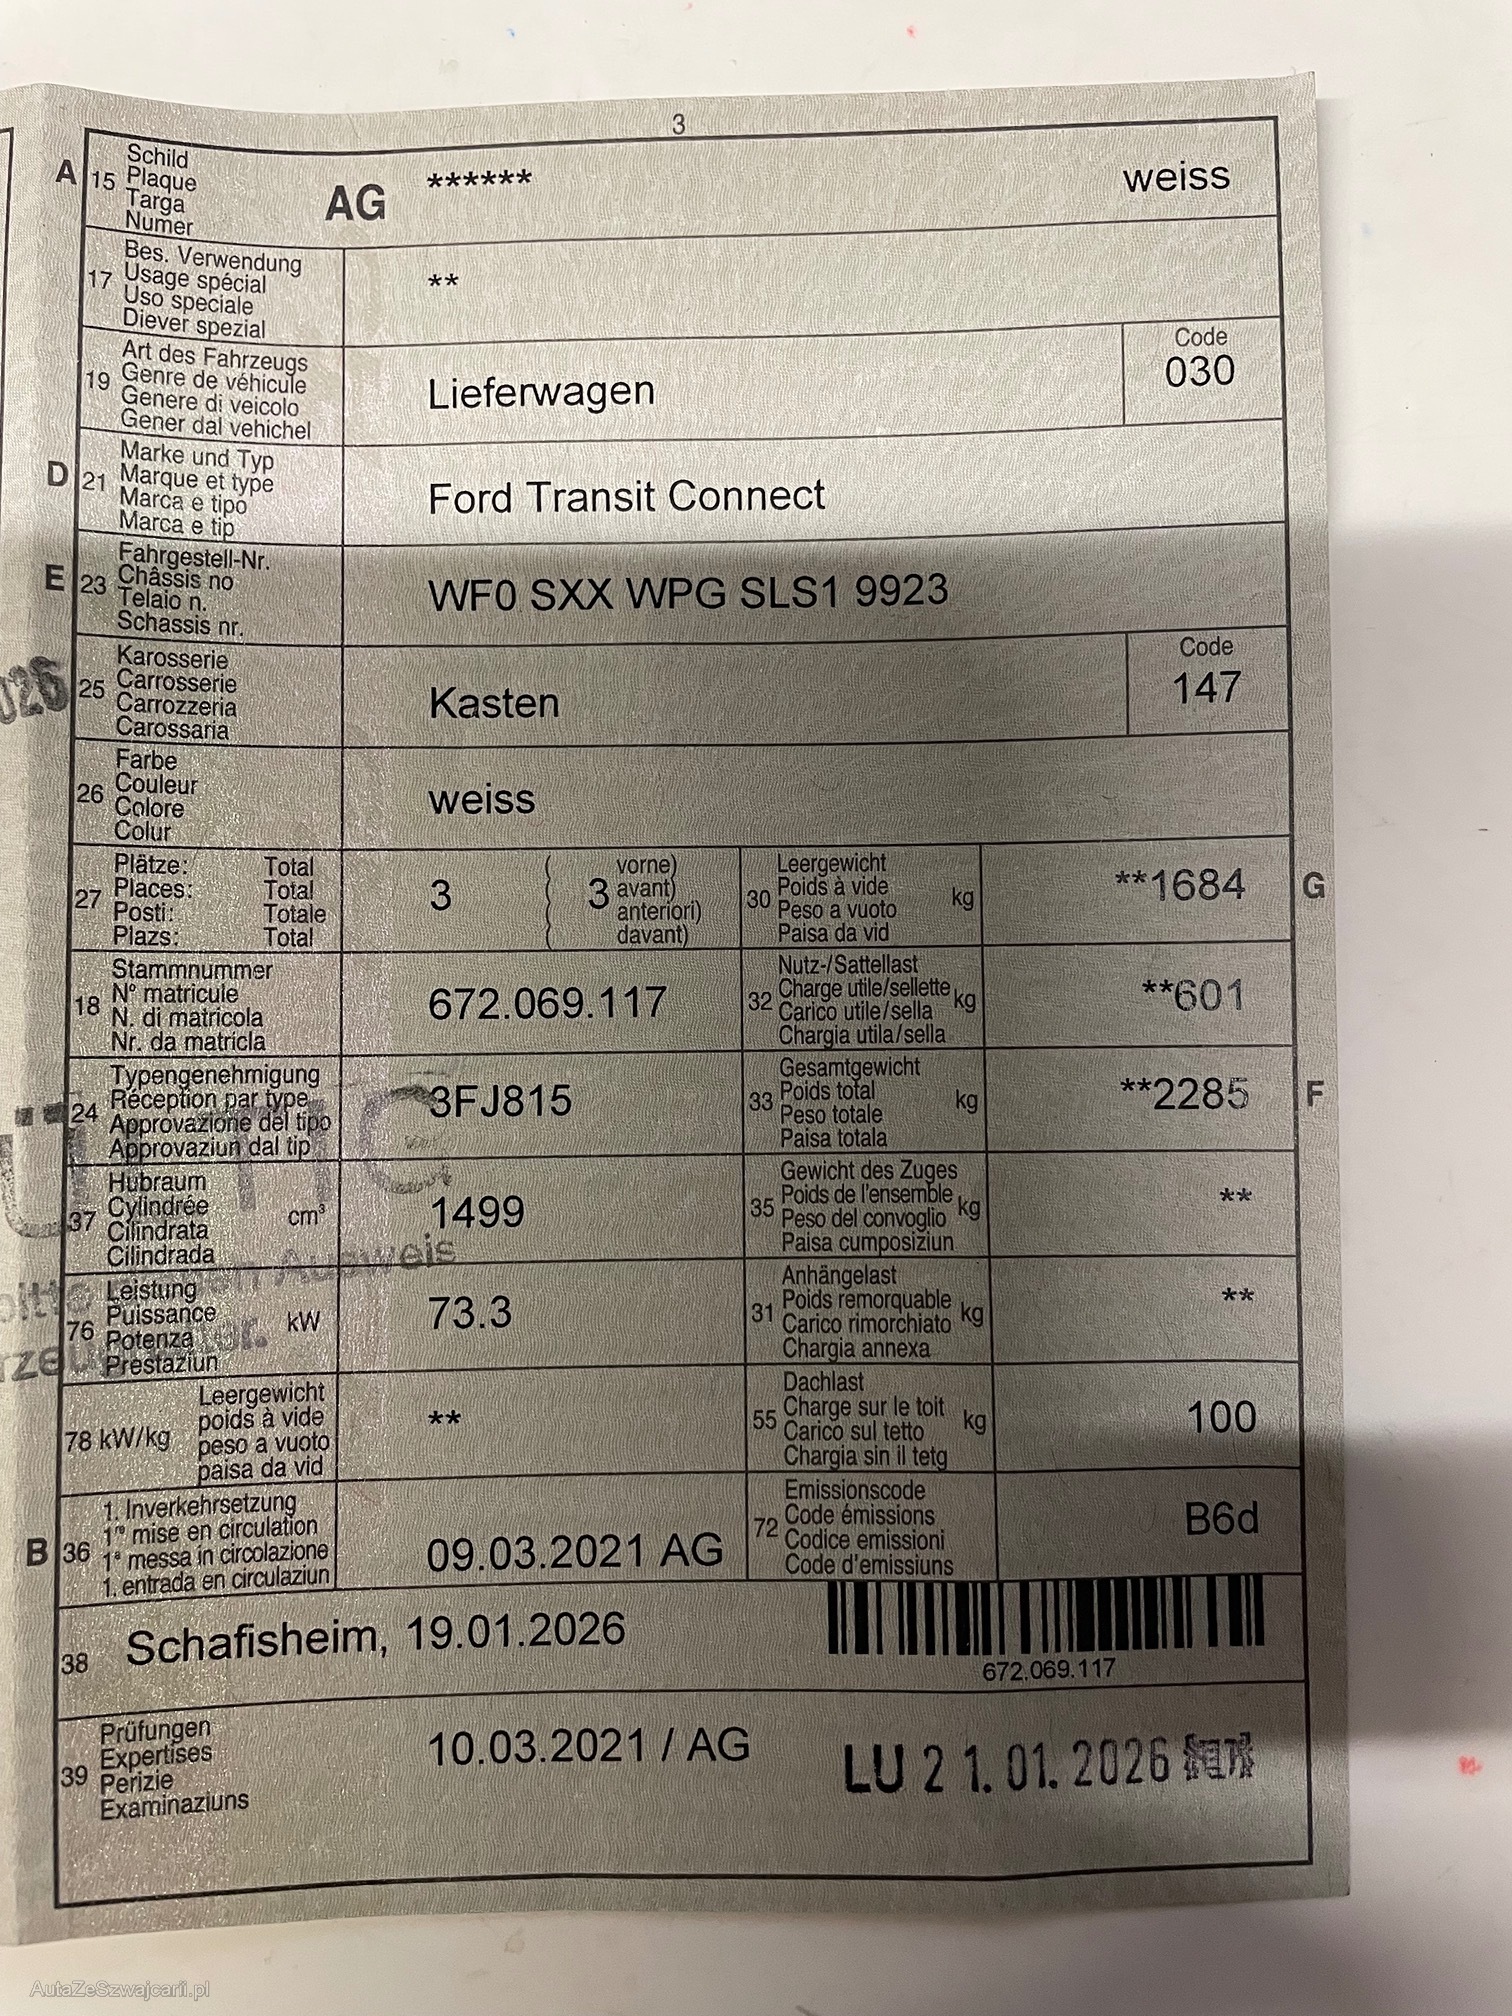 3
A 15 Schild
Plaque
Targa
Numer
AG ****** weiss
17 Bes. Verwendung
Usage spécial
Uso speciale
Diever spezial
**
19 Art des Fahrzeugs
Genre de véhicule
Genere di veicolo
Gener dal vehichel
Lieferwagen
Code
030
D 21 Marke und Typ
Marque et type
Marca e tipo
Marca e tip
Ford Transit Connect
E 23 Fahrgestell-Nr.
Châssis no
Telaio n.
Schassis nr.
WF0 SXX WPG SLS1 9923
026
25 Karosserie
Carrosserie
Carrozzeria
Carossaria
Kasten
Code
147
26 Farbe
Couleur
Colore
Colur
weiss
27 Plätze: Total
Places: Total
Posti: Totale
Plazs: Total
3 ( 3 vorne)
( avant)
( anteriori)
( davant)
30 Leergewicht
Poids à vide
Peso a vuoto
Paisa da vid
kg **1684 G
18 Stammnummer
N° matricule
N. di matricola
Nr. da matricla
672.069.117
32 Nutz-/Sattellast
Charge utile/sellette
Carico utile/sella
Chargia utila/sella
kg **601
24 Typengenehmigung
Réception par type
Approvazione del tipo
Approvaziun dal tip
3FJ815
33 Gesamtgewicht
Poids total
Peso totale
Paisa totala
kg **2285 F
37 Hubraum
Cylindrée
Cilindrata
Cilindrada
cm³ 1499
35 Gewicht des Zuges
Poids de l'ensemble
Peso del convoglio
Paisa cumposiziun
kg **
Ausweis
76 Leistung
Puissance
Potenza
Prestaziun
kW 73.3
31 Anhängelast
Poids remorquable
Carico rimorchiato
Chargia annexa
kg **
78 kW/kg Leergewicht
poids à vide
peso a vuoto
paisa da vid
**
55 Dachlast
Charge sur le toit
Carico sul tetto
Chargia sin il tetg
kg 100
B 36 1. Inverkehrsetzung
1re mise en circulation
1a messa in circolazione
1. entrada en circulaziun
09.03.2021 AG
72 Emissionscode
Code émissions
Codice emissioni
Code d'emissiuns
B6d
38 Schafisheim, 19.01.2026
672.069.117
39 Prüfungen
Expertises
Perizie
Examinaziuns
10.03.2021 / AG
LU 2 1. 01. 2026
AutaZeSzwajcarii.pl